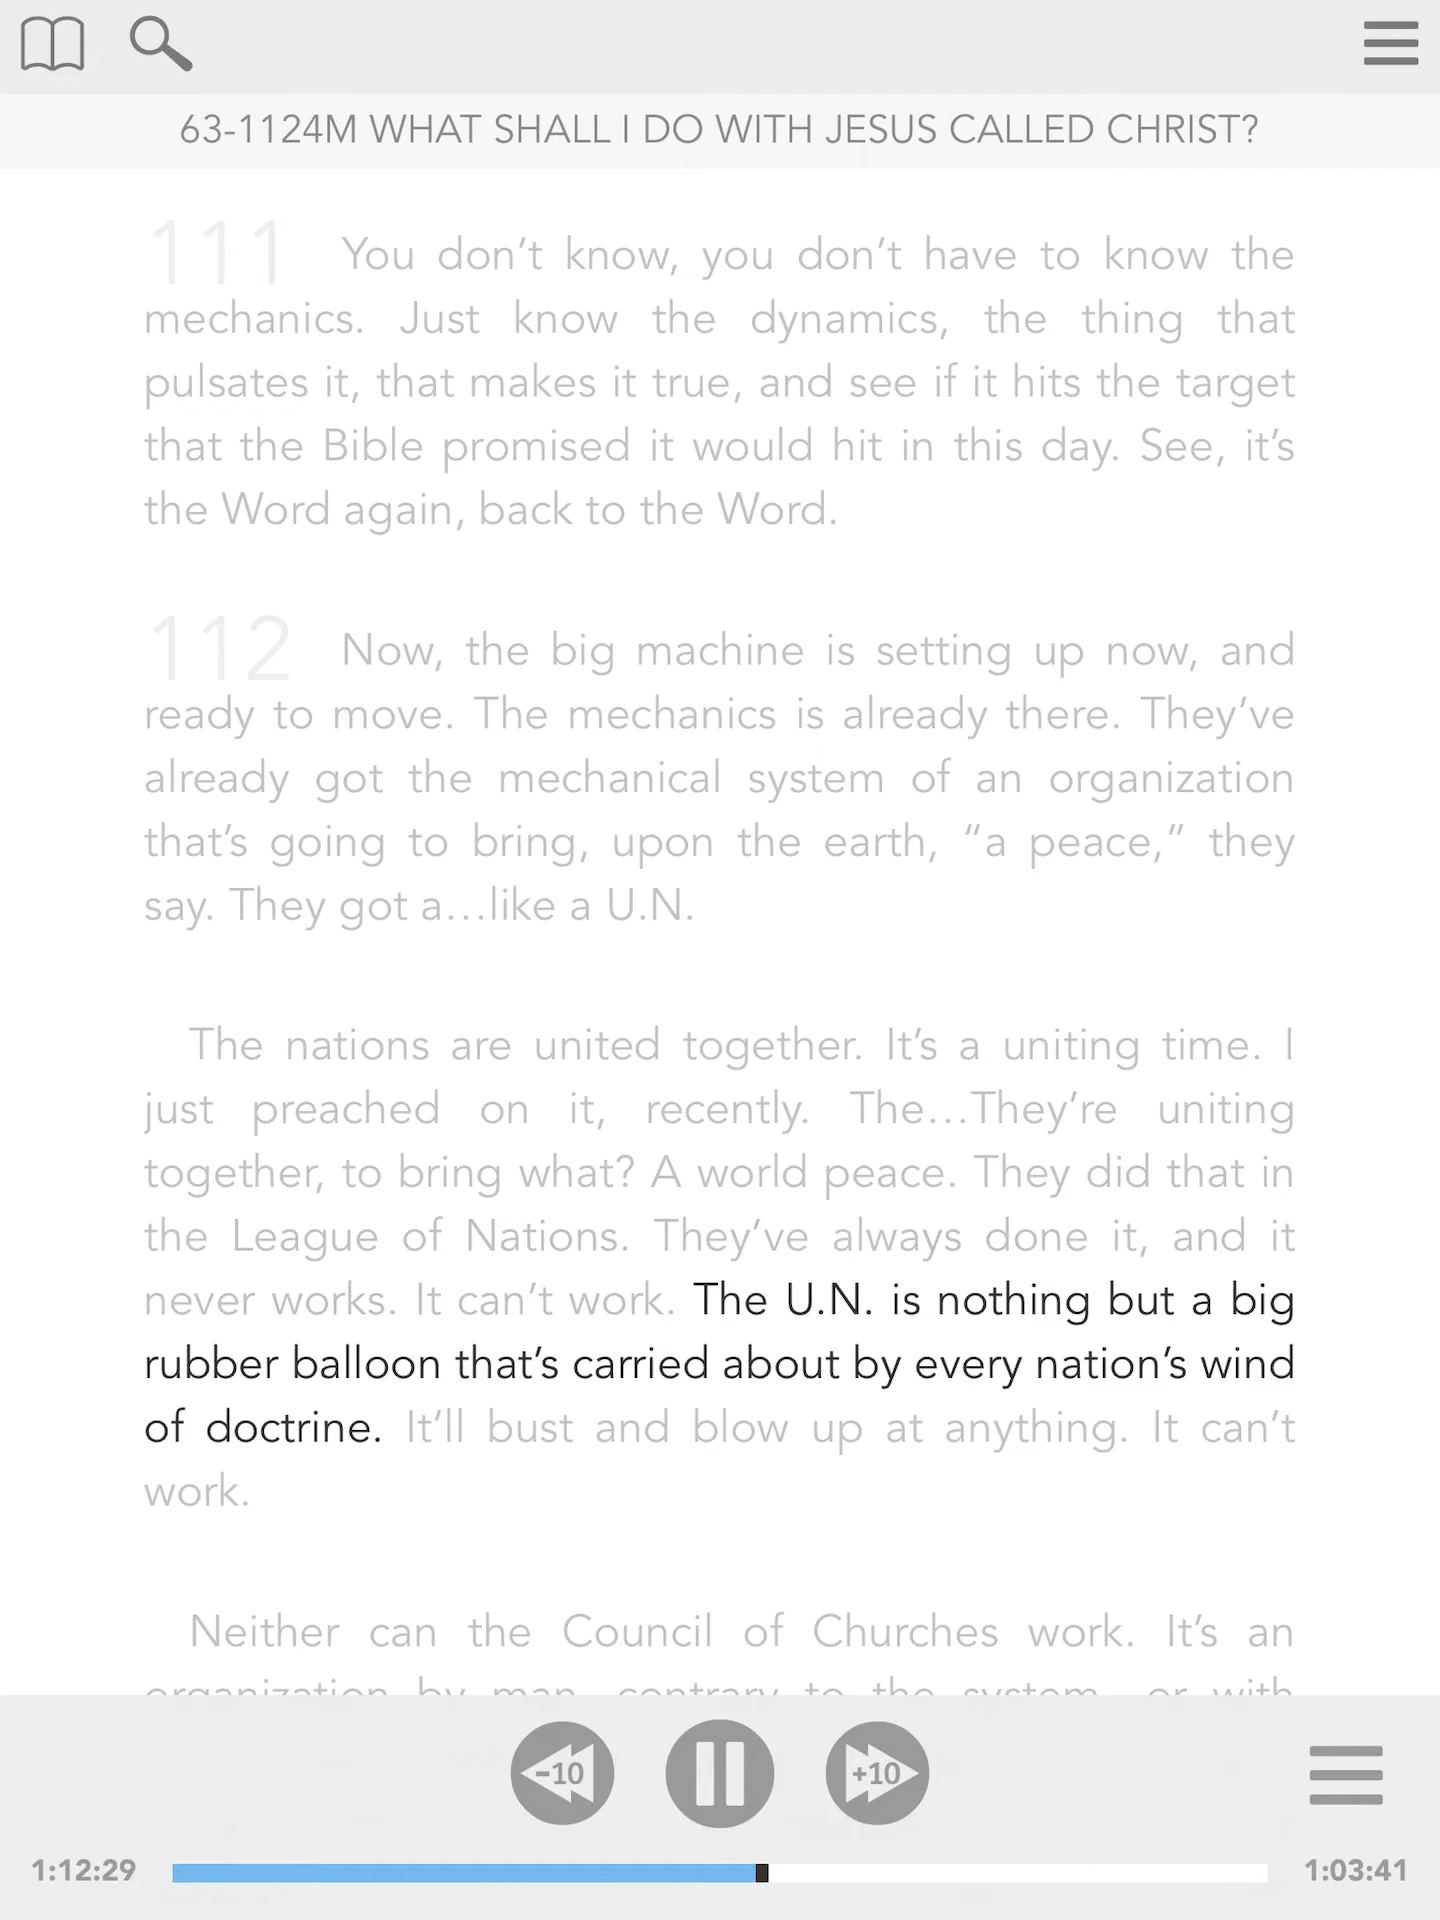 63-1124M WHAT SHALL I DO WITH JESUS CALLED CHRIST?
111 You don’t know, you don’t have to know the
mechanics. Just know the dynamics, the thing that
pulsates it, that makes it true, and see if it hits the target
that the Bible promised it would hit in this day. See, it’s
the Word again, back to the Word.
112 Now, the big machine is setting up now, and
ready to move. The mechanics is already there. They’ve
already got the mechanical system of an organization
that’s going to bring, upon the earth, “a peace,” they
say. They got a…like a U.N.
The nations are united together. It’s a uniting time. I
just preached on it, recently. The…They’re uniting
together, to bring what? A world peace. They did that in
the League of Nations. They’ve always done it, and it
never works. It can’t work. The U.N. is nothing but a big
rubber balloon that’s carried about by every nation’s wind
of doctrine. It’ll bust and blow up at anything. It can’t
work.
Neither can the Council of Churches work. It’s an
organization by man, contrary to the system, or with
-10 +10
1:12:29 1:03:41